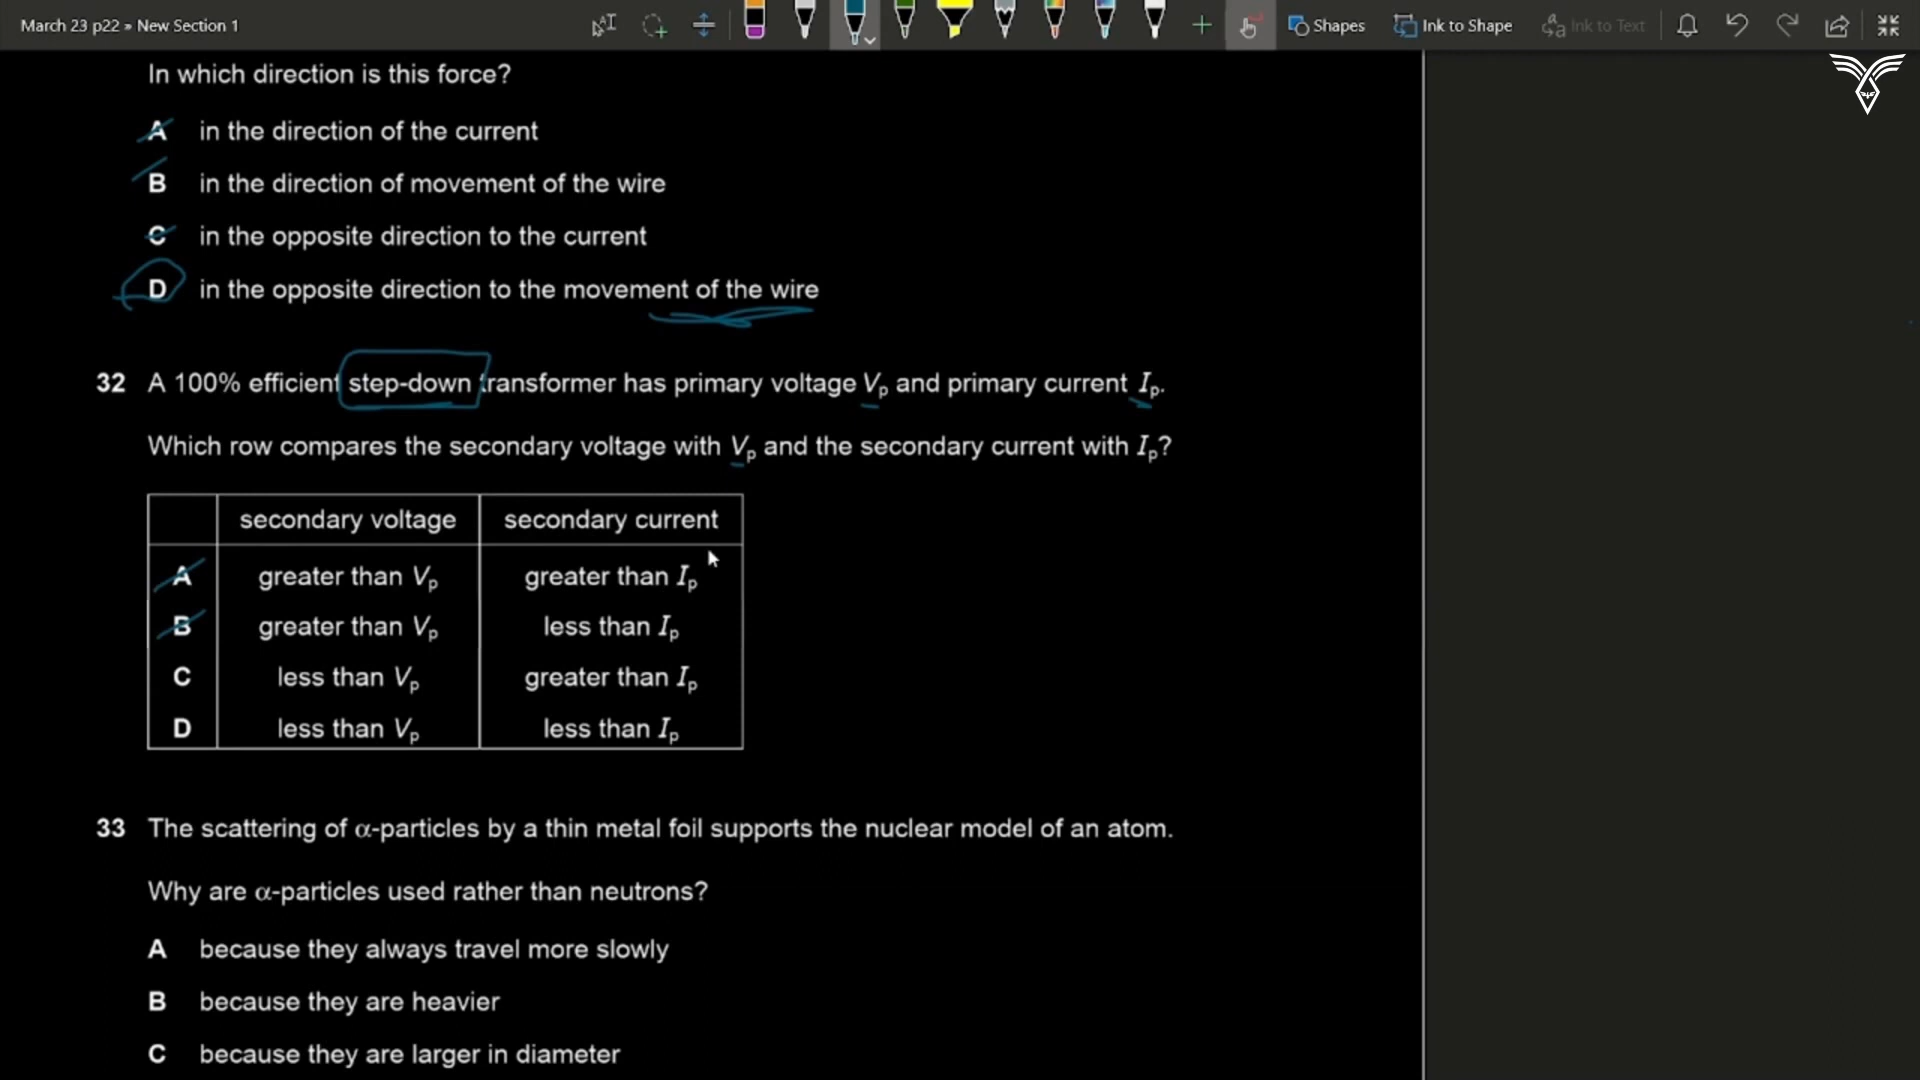 March 23 p22 » New Section 1
Shapes
Ink to Shape
Ink to Text
In which direction is this force?
A in the direction of the current
B in the direction of movement of the wire
C in the opposite direction to the current
D in the opposite direction to the movement of the wire
32 A 100% efficient step-down transformer has primary voltage Vp and primary current Ip.
Which row compares the secondary voltage with Vp and the secondary current with Ip?
secondary voltage secondary current
A greater than Vp greater than Ip
B greater than Vp less than Ip
C less than Vp greater than Ip
D less than Vp less than Ip
33 The scattering of α-particles by a thin metal foil supports the nuclear model of an atom.
Why are α-particles used rather than neutrons?
A because they always travel more slowly
B because they are heavier
C because they are larger in diameter